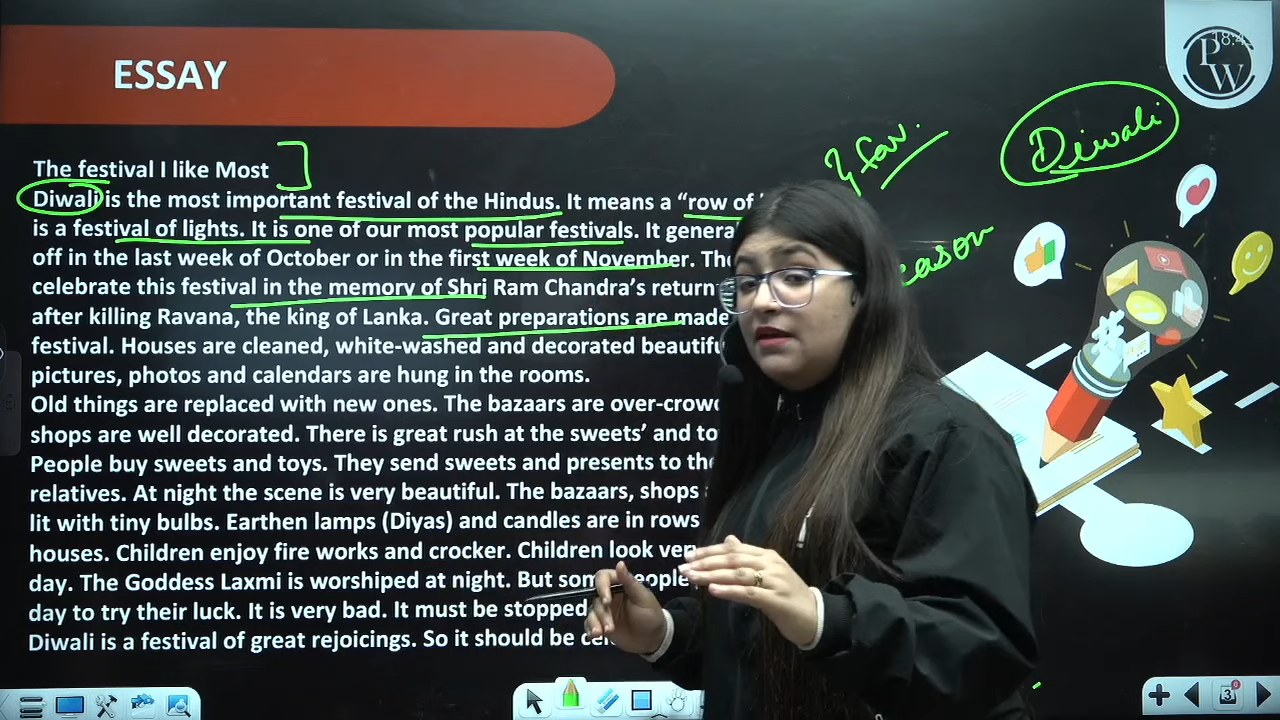 ESSAY
PW
18:4
The festival I like Most
Diwali is the most important festival of the Hindus. It means a “row of
is a festival of lights. It is one of our most popular festivals. It genera
off in the last week of October or in the first week of November. The
celebrate this festival in the memory of Shri Ram Chandra’s return
after killing Ravana, the king of Lanka. Great preparations are made
festival. Houses are cleaned, white-washed and decorated beautifu
pictures, photos and calendars are hung in the rooms.
Old things are replaced with new ones. The bazaars are over-crowd
shops are well decorated. There is great rush at the sweets’ and to
People buy sweets and toys. They send sweets and presents to the
relatives. At night the scene is very beautiful. The bazaars, shops
lit with tiny bulbs. Earthen lamps (Diyas) and candles are in rows
houses. Children enjoy fire works and crocker. Children look very
day. The Goddess Laxmi is worshiped at night. But some people
day to try their luck. It is very bad. It must be stopped
Diwali is a festival of great rejoicings. So it should be cele
fav.
Diwali
eason
3
0